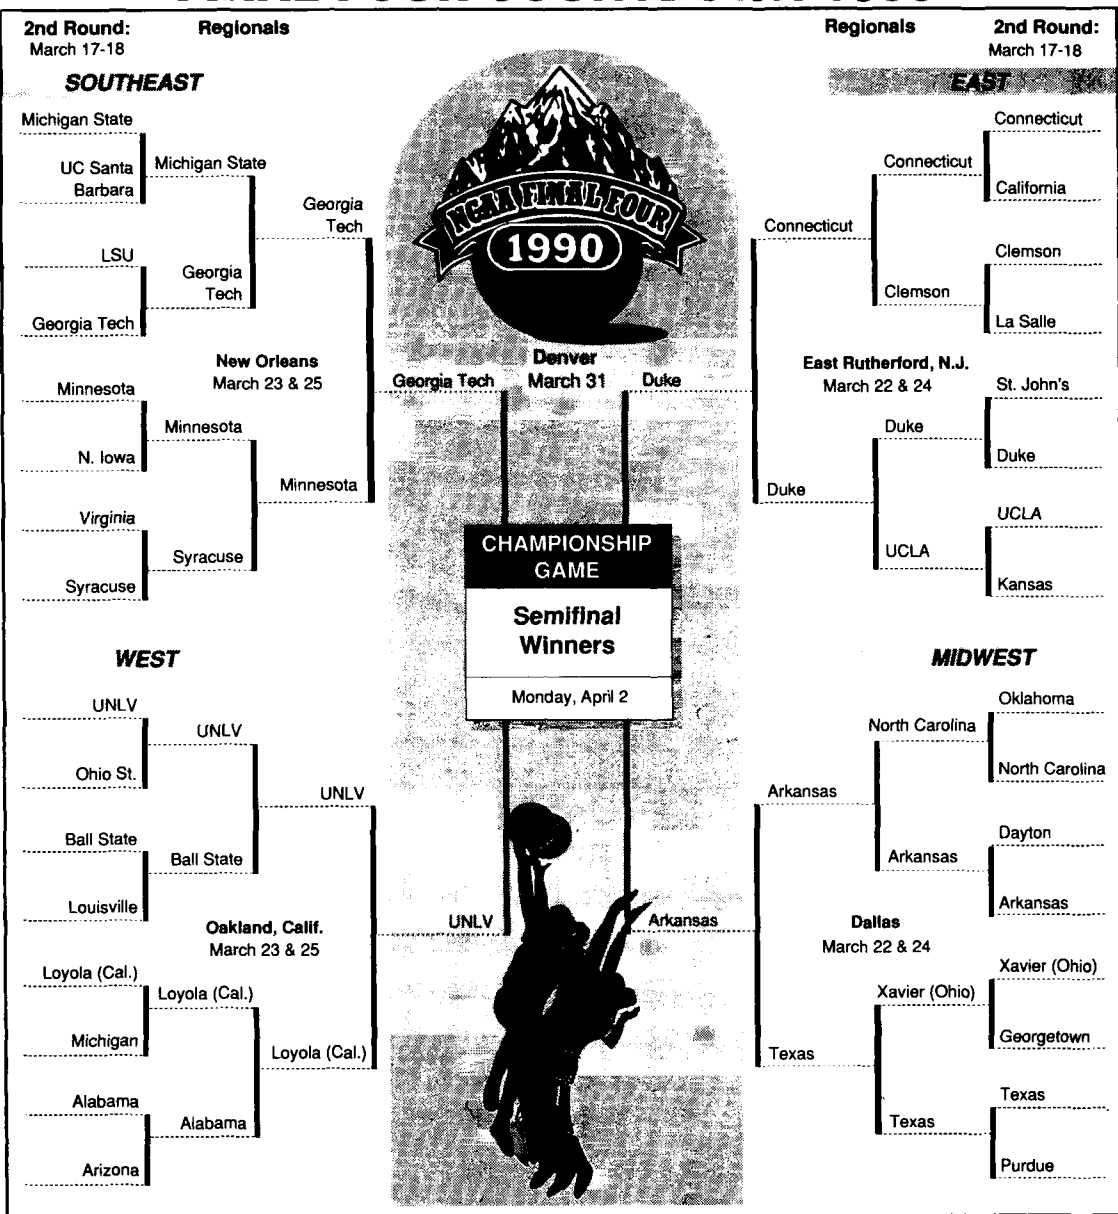 2nd Round:
March 17-18
Regionals
SOUTHEAST
Michigan State
UC Santa
Barbara
LSU
Georgia Tech
Minnesota
N. Iowa
Virginia
Syracuse
Michigan State
Georgia
Tech
Minnesota
Syracuse
Georgia
Tech
Minnesota
New Orleans
March 23 & 25
Georgia Tech
WEST
UNLV
Ohio St.
Ball State
Louisville
Loyola (Cal.)
Michigan
Alabama
Arizona
UNLV
Ball State
Loyola (Cal.)
Alabama
UNLV
Loyola (Cal.)
Oakland, Calif.
March 23 & 25
UNLV
NCAA FINAL FOUR
1990
Denver
March 31
CHAMPIONSHIP
GAME
Semifinal
Winners
Monday, April 2
Regionals
2nd Round:
March 17-18
EAST
Connecticut
California
Clemson
La Salle
St. John's
Duke
UCLA
Kansas
Connecticut
Clemson
Duke
UCLA
Connecticut
Duke
East Rutherford, N.J.
March 22 & 24
Duke
MIDWEST
Oklahoma
North Carolina
Dayton
Arkansas
Xavier (Ohio)
Georgetown
Texas
Purdue
North Carolina
Arkansas
Xavier (Ohio)
Texas
Arkansas
Texas
Dallas
March 22 & 24
Arkansas